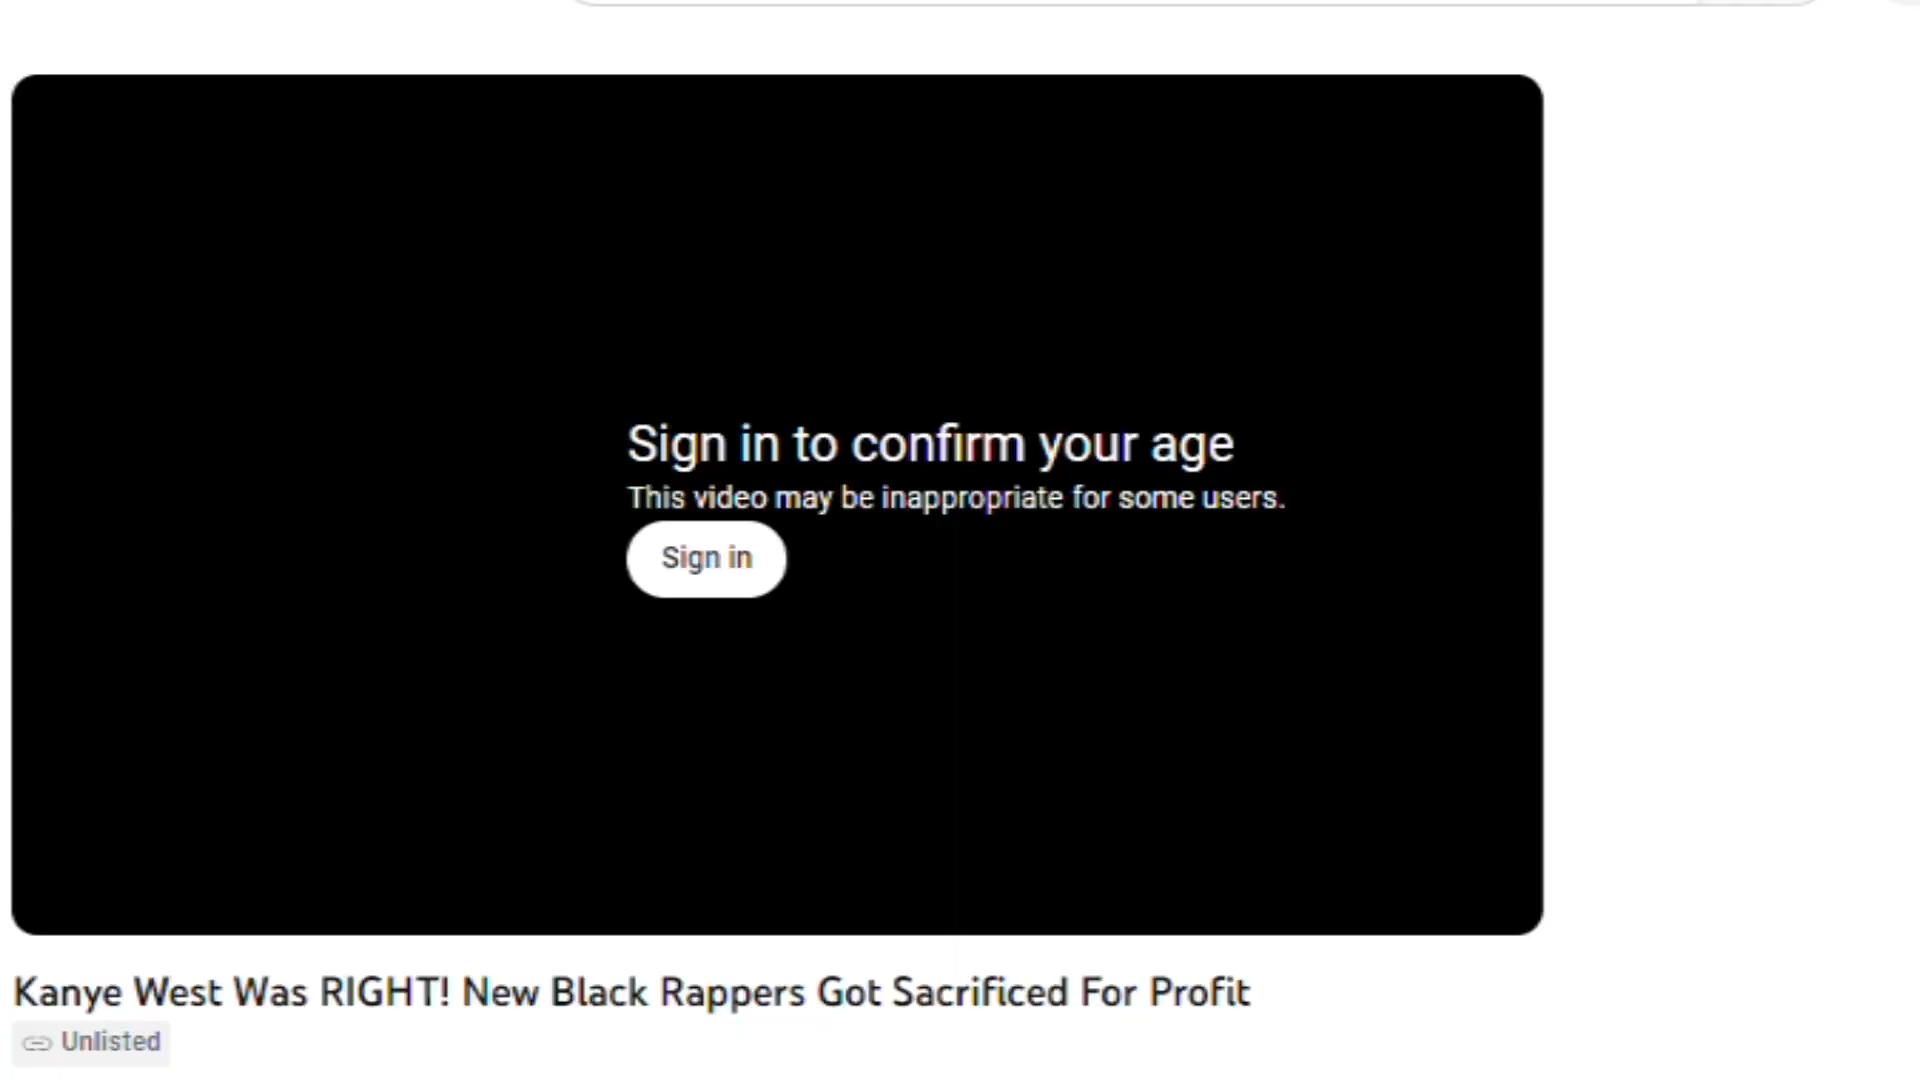 Sign in to confirm your age
This video may be inappropriate for some users.
Sign in
Kanye West Was RIGHT! New Black Rappers Got Sacrificed For Profit
Unlisted